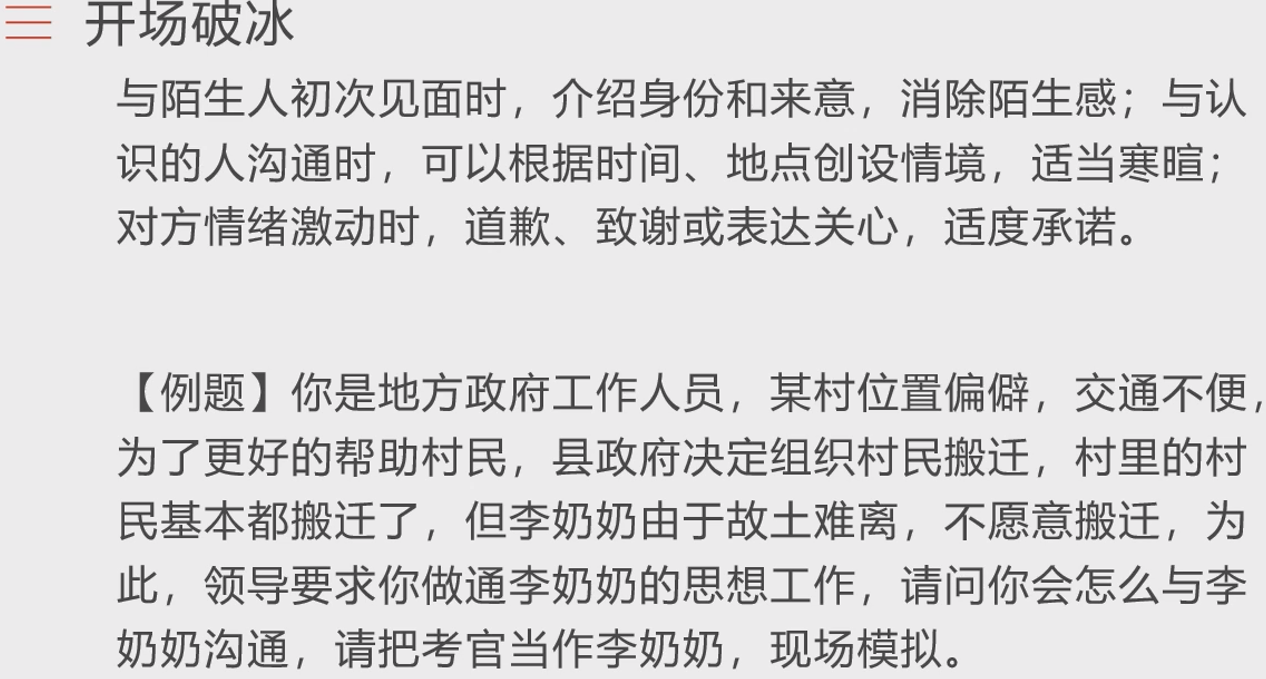 开场破冰
与陌生人初次见面时，介绍身份和来意，消除陌生感；与认
识的人沟通时，可以根据时间、地点创设情境，适当寒暄；
对方情绪激动时，道歉、致谢或表达关心，适度承诺。
【例题】你是地方政府工作人员，某村位置偏僻，交通不便，
为了更好的帮助村民，县政府决定组织村民搬迁，村里的村
民基本都搬迁了，但李奶奶由于故土难离，不愿意搬迁，为
此，领导要求你做通李奶奶的思想工作，请问你会怎么与李
奶奶沟通，请把考官当作李奶奶，现场模拟。